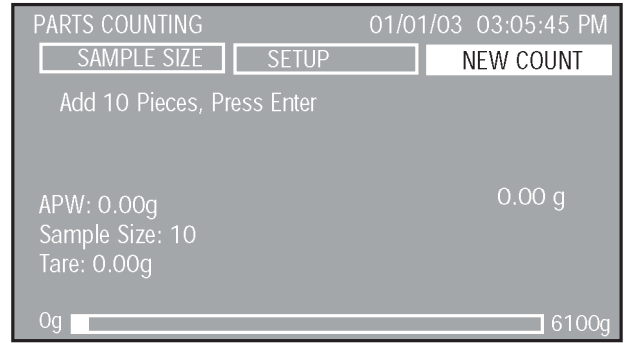 PARTS COUNTING 01/01/03 03:05:45 PM
SAMPLE SIZE SETUP NEW COUNT
Add 10 Pieces, Press Enter
APW: 0.00g 0.00 g
Sample Size: 10
Tare: 0.00g
0g 6100g